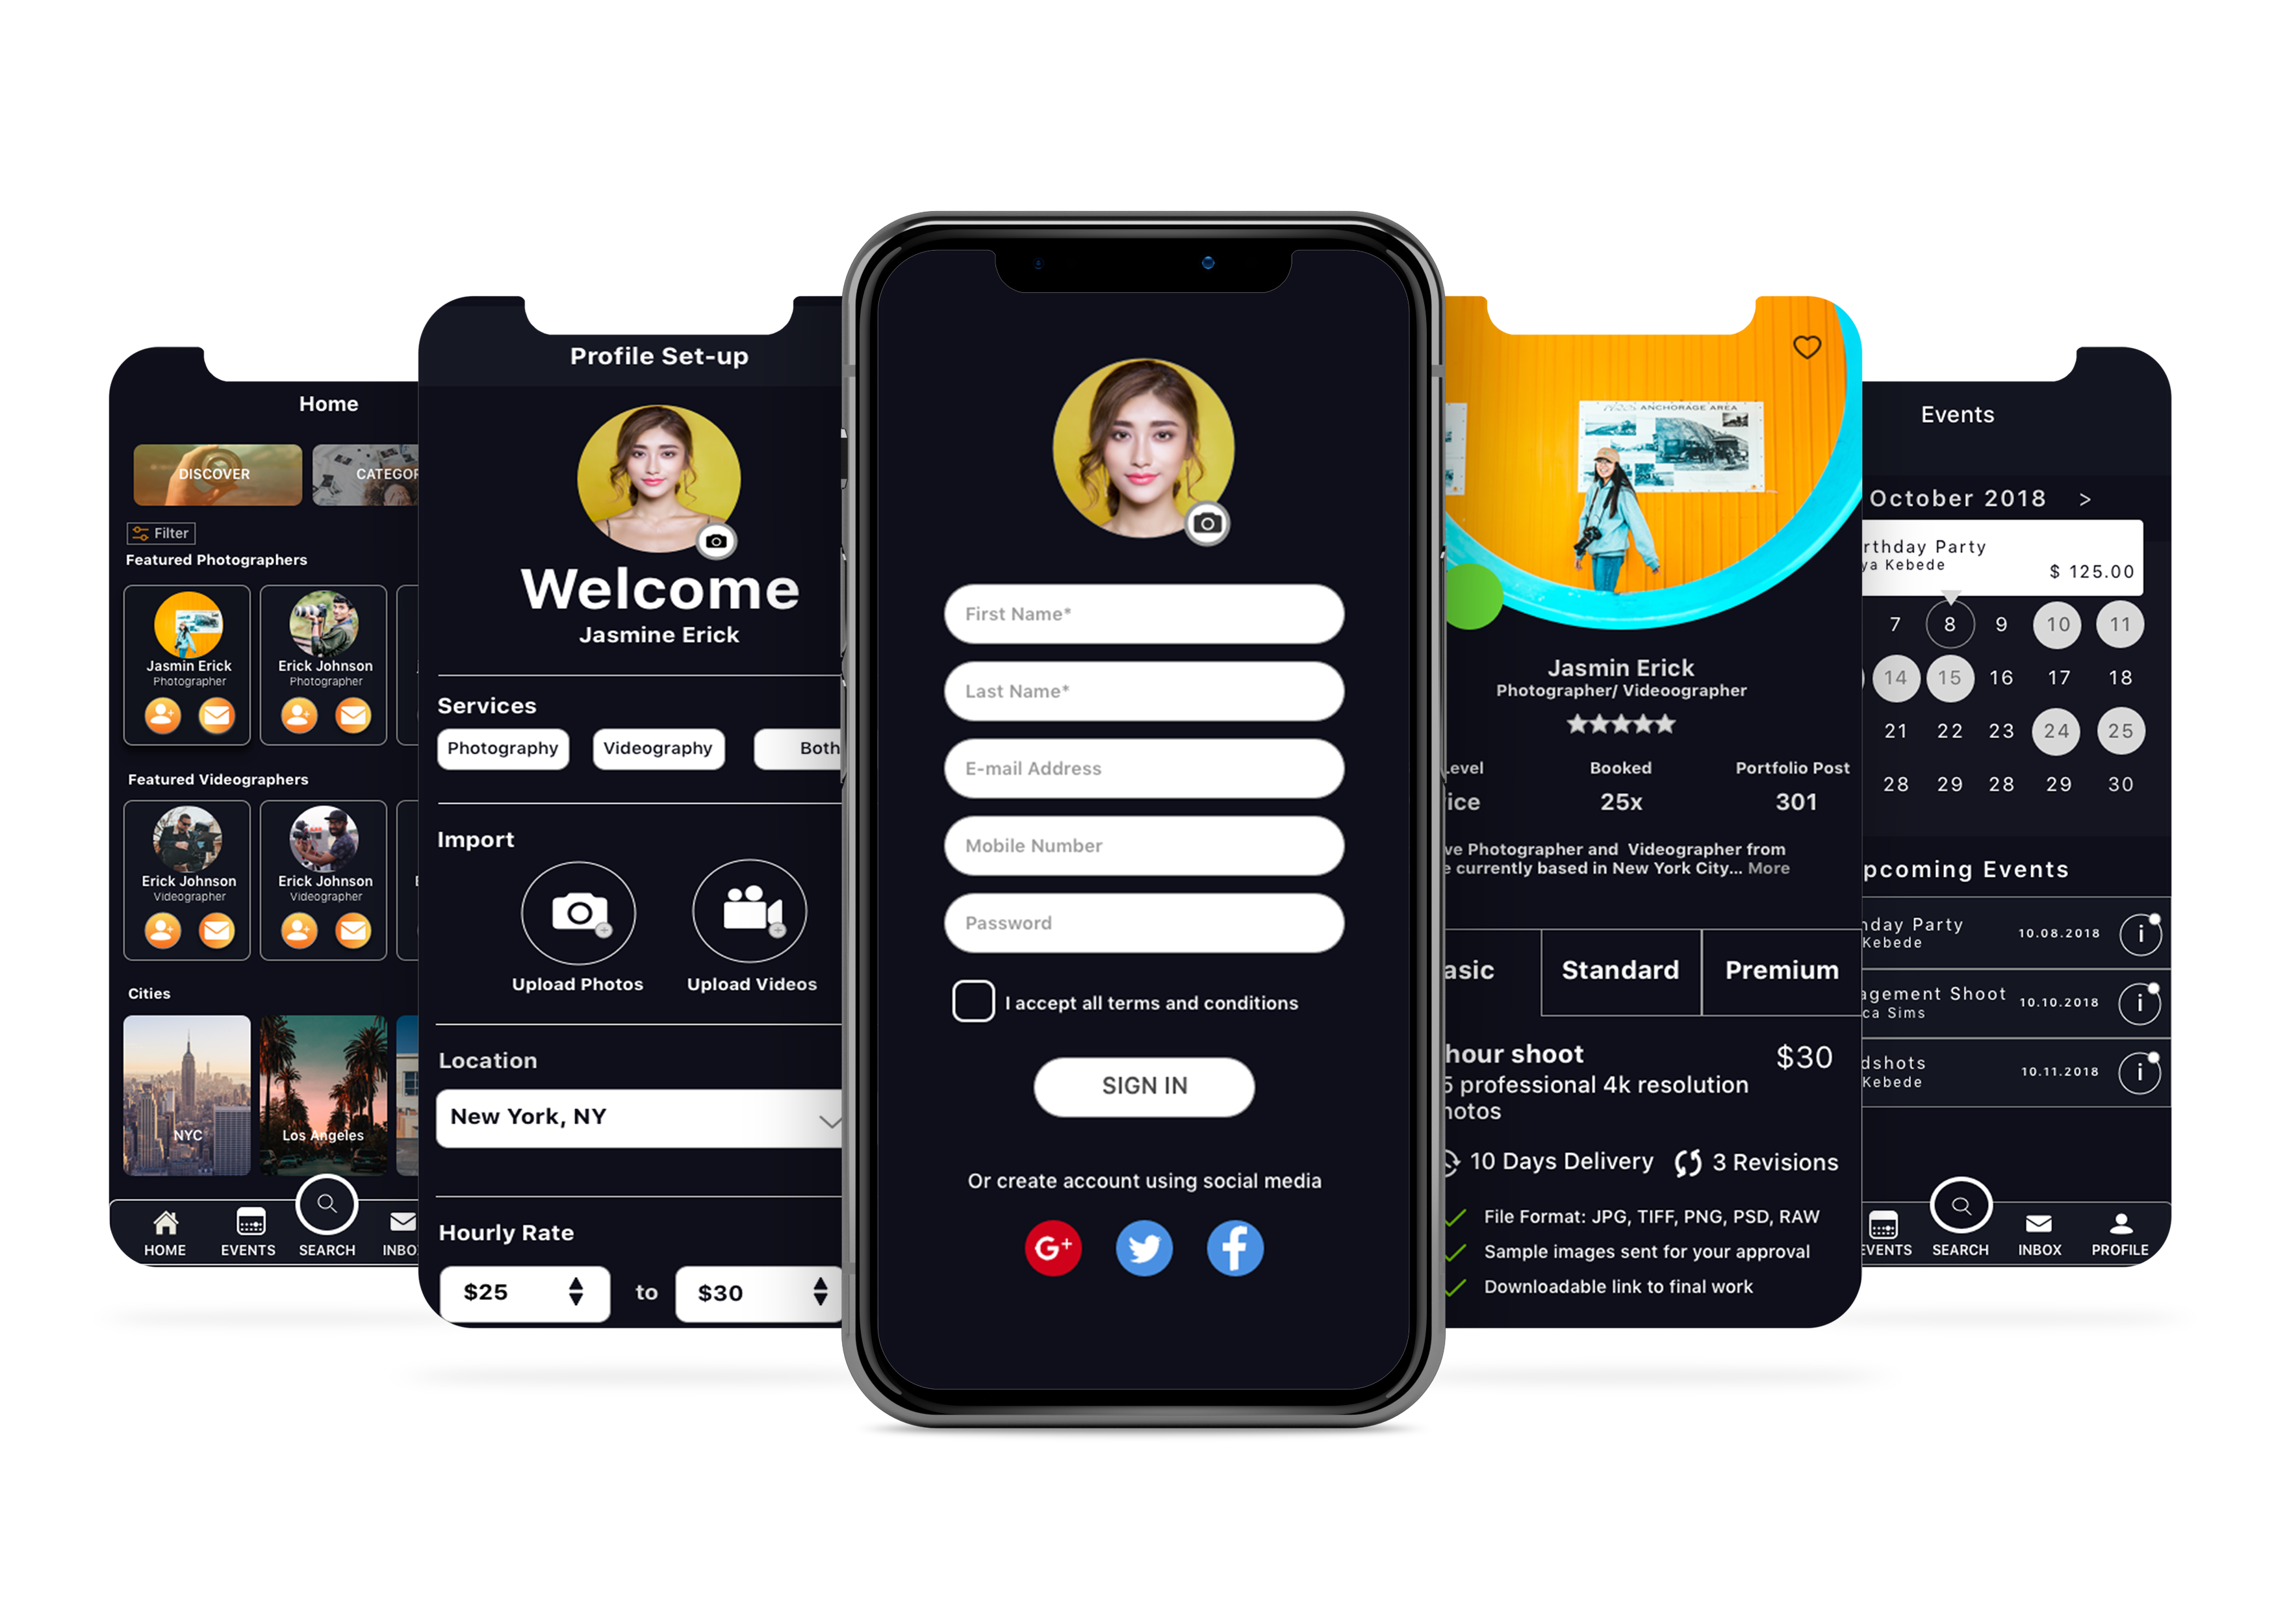 Home
DISCOVER
CATEGOR
Filter
Featured Photographers
Jasmin Erick
Photographer
Erick Johnson
Photographer
Featured Videographers
Erick Johnson
Videographer
Erick Johnson
Videographer
Cities
NYC
Los Angeles
HOME
EVENTS
SEARCH
INBO
Profile Set-up
Welcome
Jasmine Erick
Services
Photography
Videography
Both
Import
Upload Photos
Upload Videos
Location
New York, NY
Hourly Rate
$25
to
$30
First Name*
Last Name*
E-mail Address
Mobile Number
Password
I accept all terms and conditions
SIGN IN
Or create account using social media
G+
ANCHORAGE AREA
Jasmin Erick
Photographer/ Videoographer
evel
Booked
Portfolio Post
ice
25x
301
ve Photographer and Videographer from
e currently based in New York City... More
asic
Standard
Premium
hour shoot
$30
5 professional 4k resolution
hotos
10 Days Delivery
3 Revisions
File Format: JPG, TIFF, PNG, PSD, RAW
Sample images sent for your approval
Downloadable link to final work
Events
October 2018 >
rthday Party
ya Kebede
$ 125.00
7 8 9 10 11
14 15 16 17 18
21 22 23 24 25
28 29 28 29 30
pcoming Events
hday Party
Kebede
10.08.2018
i
agement Shoot
ca Sims
10.10.2018
i
dshots
Kebede
10.11.2018
i
EVENTS
SEARCH
INBOX
PROFILE